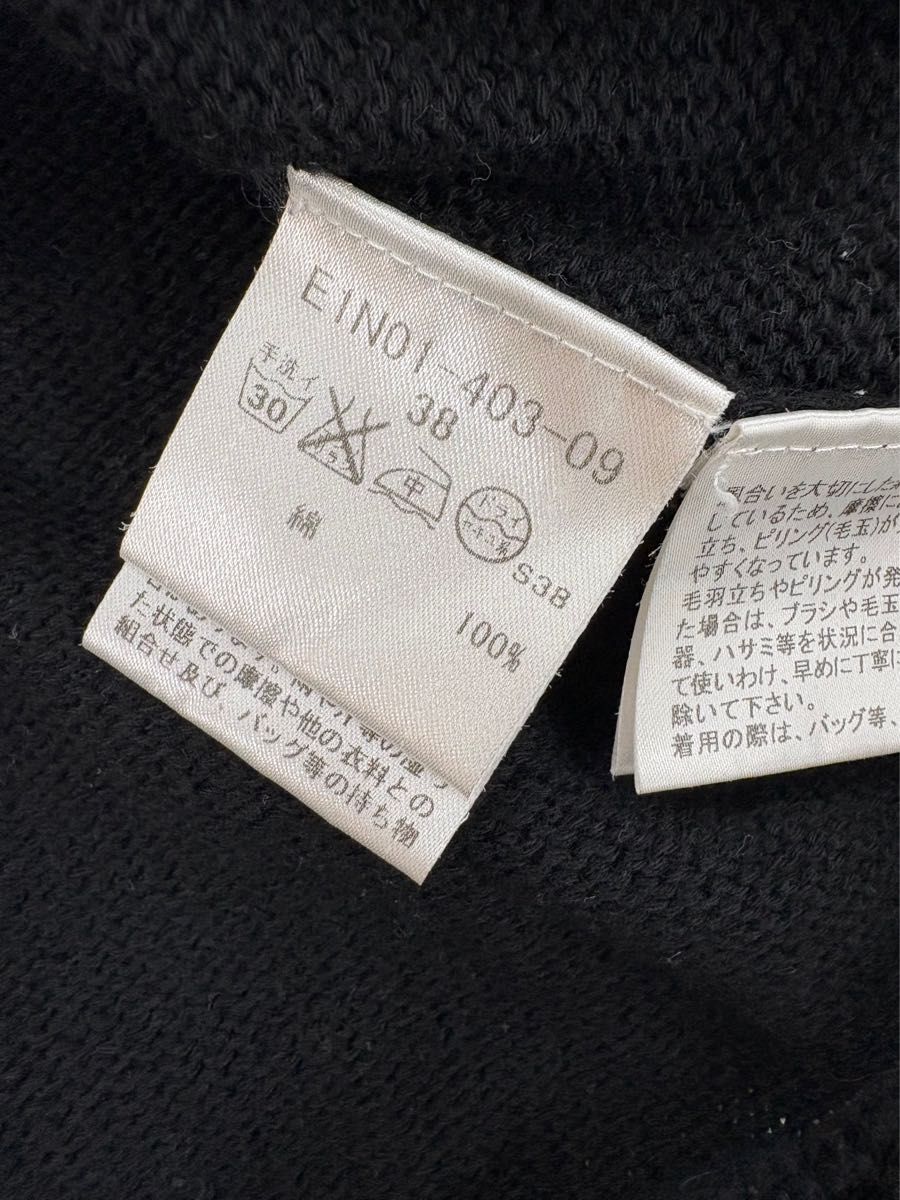 E1N01-403-09
38
手洗イ
30
中
ドライ
S38
綿 100%
た状態での摩擦や他の衣料との
組合せ及び、バッグ等の持ち物
風合いを大切にした
しているため、摩擦に
立ち、ピリング(毛玉)が
やすくなっています。
毛羽立ちやピリングが発
た場合は、ブラシや毛玉
器、ハサミ等を状況に合
て使いわけ、早めに丁寧に
除いて下さい。
着用の際は、バッグ等、